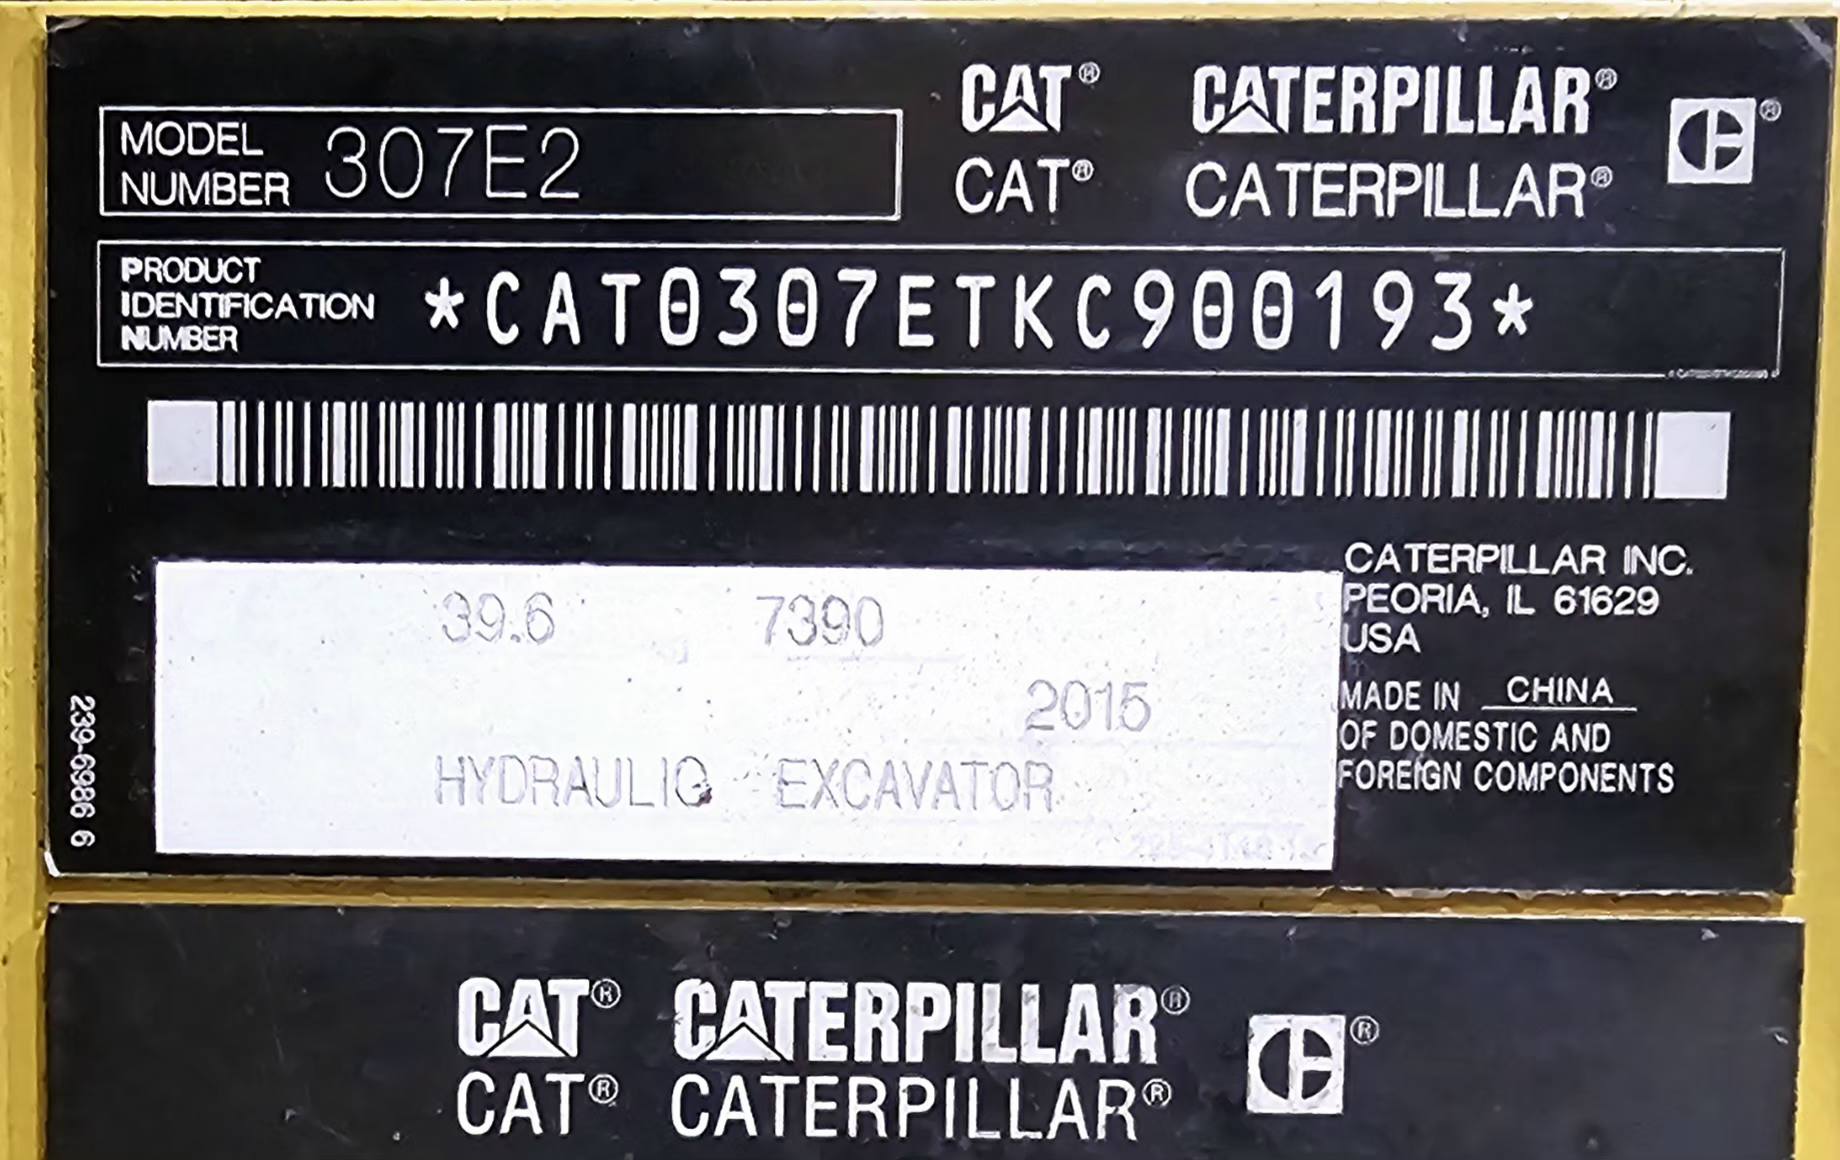 MODEL NUMBER 307E2
CAT® CATERPILLAR®
CAT® CATERPILLAR®
PRODUCT IDENTIFICATION NUMBER *CAT0307ETKC900193*
39.6 7390
2015
HYDRAULIC EXCAVATOR
CATERPILLAR INC.
PEORIA, IL 61629
USA
MADE IN CHINA
OF DOMESTIC AND
FOREIGN COMPONENTS
239-6986 6
CAT® CATERPILLAR®
CAT® CATERPILLAR®